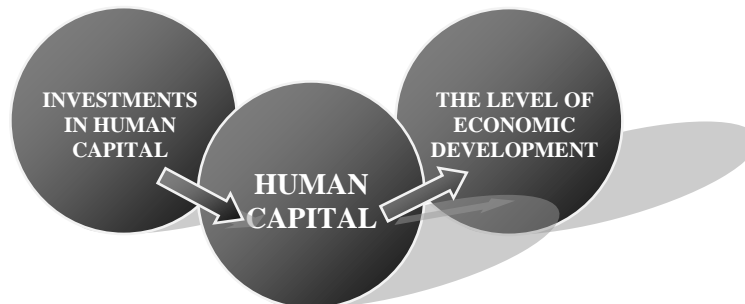 INVESTMENTS
IN HUMAN
CAPITAL
HUMAN
CAPITAL
THE LEVEL OF
ECONOMIC
DEVELOPMENT